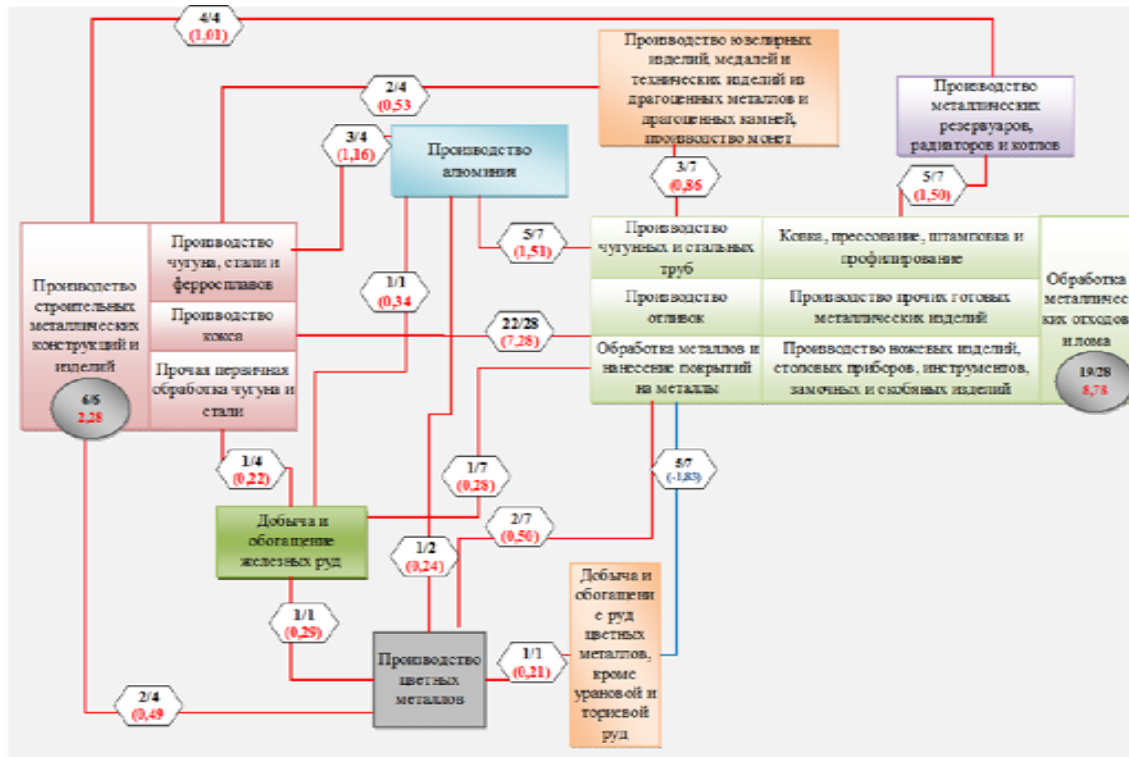 4/4
(1,01)
Производство ювелирных
изделий, медалей и
технических изделий из
драгоценных металлов и
драгоценных камней,
производство монет
2/4
(0,53
Производство
металлических
резервуаров,
радиаторов и котлов
3/4
(1,16)
Производство
алюминия
3/7
(0,86
5/7
(1,50)
Производство
строительных
металлических
конструкций и
изделий
6/6
2,28
Производство
чугуна, стали и
ферросплавов
Производство
кокса
Прочая первичная
обработка чугуна и
стали
1/1
(0,34
5/7
(1,51)
22/28
(7,28)
Производство
чугунных и стальных
труб
Ковка, прессование, штамповка и
профилирование
Производство
отливок
Производство прочих готовых
металлических изделий
Обработка металлов и
нанесение покрытий
на металлы
Производство ножевых изделий,
столовых приборов, инструментов,
замочных и скобяных изделий
Обработка
металличес
ких отходов
и лома
19/28
8,78
1/4
(0,22)
1/7
(0,28)
5/7
(-1,83)
Добыча и
обогащение
железных руд
2/7
(0,50)
1/2
(0,24)
1/1
(0,29)
Добыча и
обогащени
е руд
цветных
металлов,
кроме
урановой и
ториевой
руд
Производство
цветных
металлов
1/1
(0,21)
2/4
(0,49